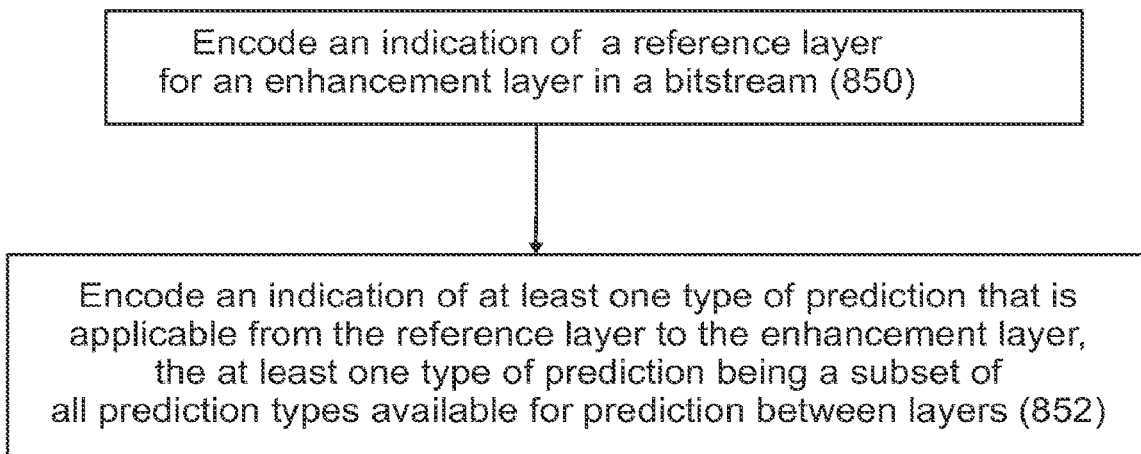 Encode an indication of a reference layer
for an enhancement layer in a bitstream (850)
Encode an indication of at least one type of prediction that is
applicable from the reference layer to the enhancement layer,
the at least one type of prediction being a subset of
all prediction types available for prediction between layers (852)